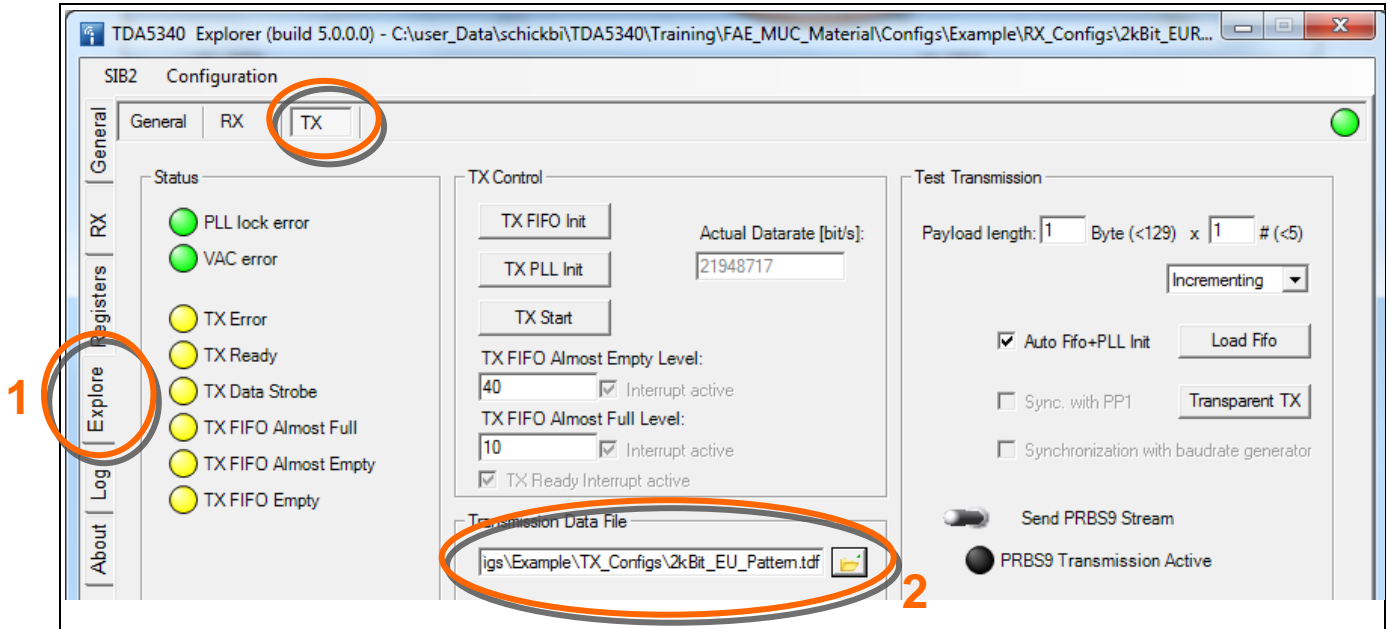 TDA5340 Explorer (build 5.0.0.0) - C:\user_Data\schickbi\TDA5340\Training\FAE_MUC_Material\Configs\Example\RX_Configs\2kBit_EUR...
SIB2 Configuration
General RX TX
General
RX
Registers
Explore
Log
About
1
Status
PLL lock error
VAC error
TX Error
TX Ready
TX Data Strobe
TX FIFO Almost Full
TX FIFO Almost Empty
TX FIFO Empty
TX Control
TX FIFO Init
TX PLL Init
TX Start
Actual Datarate [bit/s]:
21948717
TX FIFO Almost Empty Level:
40 Interrupt active
TX FIFO Almost Full Level:
10 Interrupt active
TX Ready Interrupt active
Transmission Data File
igs\Example\TX_Configs\2kBit_EU_Pattern.tdf
2
Test Transmission
Payload length: 1 Byte (<129) x 1 # (<5)
Incrementing
Auto Fifo+PLL Init Load Fifo
Sync. with PP1 Transparent TX
Synchronization with baudrate generator
Send PRBS9 Stream
PRBS9 Transmission Active